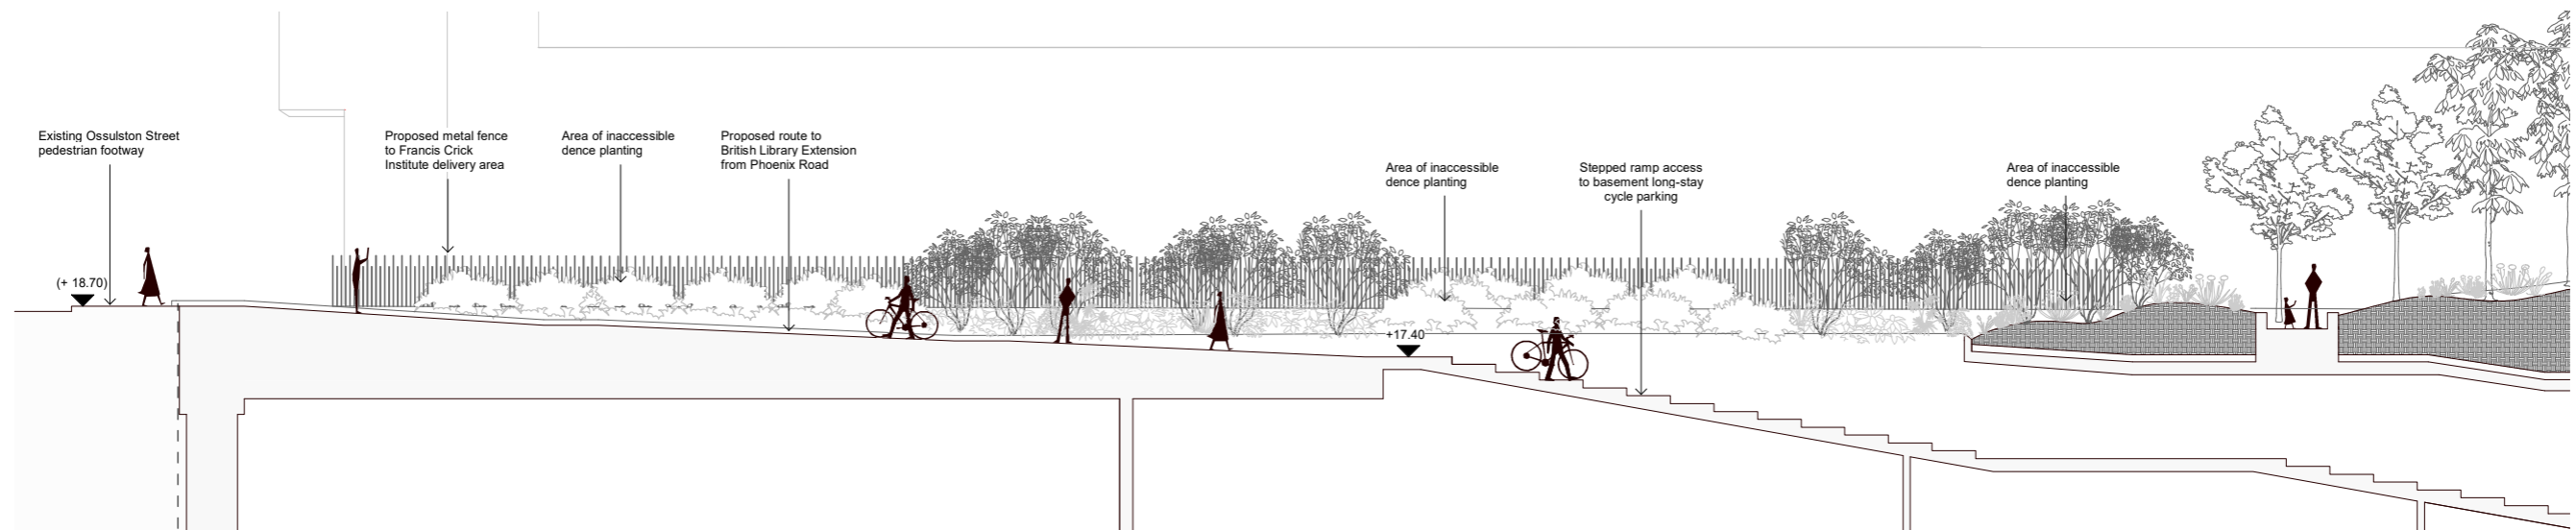 Existing Ossulston Street
pedestrian footway
Proposed metal fence
to Francis Crick
Institute delivery area
Area of inaccessible
dence planting
Proposed route to
British Library Extension
from Phoenix Road
Area of inaccessible
dence planting
Stepped ramp access
to basement long-stay
cycle parking
Area of inaccessible
dence planting
(+ 18.70)
+17.40